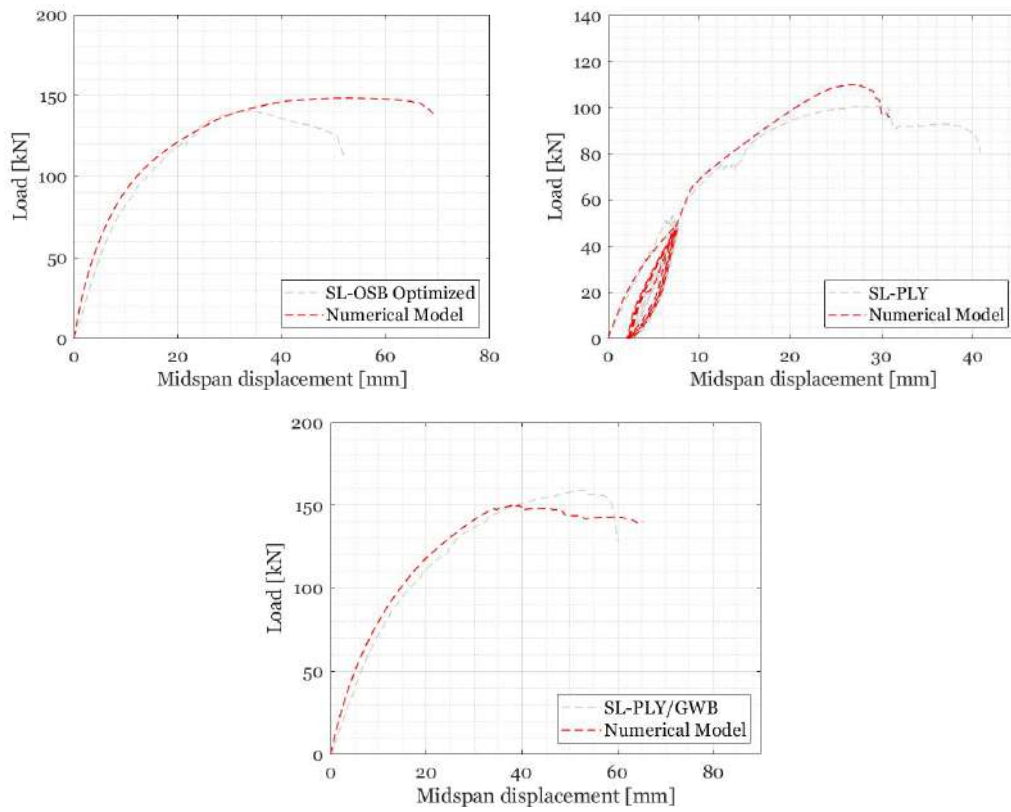 200
150
100
50
0
Load [kN]
0 20 40 60 80
Midspan displacement [mm]
SL-OSB Optimized
Numerical Model
140
120
100
80
60
40
20
0
Load [kN]
0 10 20 30 40
Midspan displacement [mm]
SL-PLY
Numerical Model
200
150
100
50
0
Load [kN]
0 20 40 60 80
Midspan displacement [mm]
SL-PLY/GWB
Numerical Model